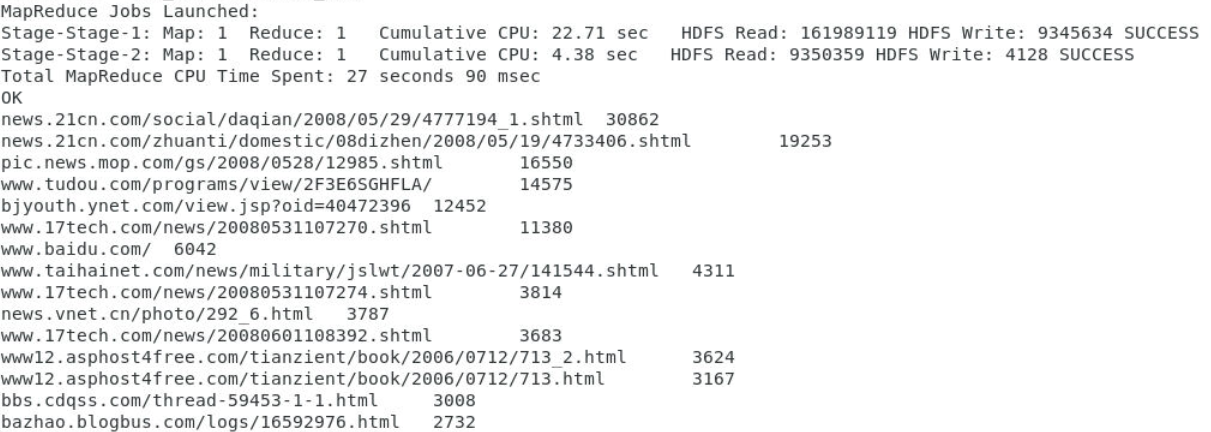 MapReduce Jobs Launched:
Stage-Stage-1: Map: 1  Reduce: 1   Cumulative CPU: 22.71 sec   HDFS Read: 161989119 HDFS Write: 9345634 SUCCESS
Stage-Stage-2: Map: 1  Reduce: 1   Cumulative CPU: 4.38 sec   HDFS Read: 9350359 HDFS Write: 4128 SUCCESS
Total MapReduce CPU Time Spent: 27 seconds 90 msec
OK
news.21cn.com/social/daqian/2008/05/29/4777194_1.shtml  30862
news.21cn.com/zhuanti/domestic/08dizhen/2008/05/19/4733406.shtml        19253
pic.news.mop.com/gs/2008/0528/12985.shtml       16550
www.tudou.com/programs/view/2F3E6SGHFLA/        14575
bjyouth.ynet.com/view.jsp?oid=40472396  12452
www.17tech.com/news/20080531107270.shtml        11380
www.baidu.com/  6042
www.taihainet.com/news/military/jslwt/2007-06-27/141544.shtml   4311
www.17tech.com/news/20080531107274.shtml        3814
news.vnet.cn/photo/292_6.html   3787
www.17tech.com/news/20080601108392.shtml        3683
www12.asphost4free.com/tianzient/book/2006/0712/713_2.html      3624
www12.asphost4free.com/tianzient/book/2006/0712/713.html        3167
bbs.cdqss.com/thread-59453-1-1.html     3008
bazhao.blogbus.com/logs/16592976.html   2732